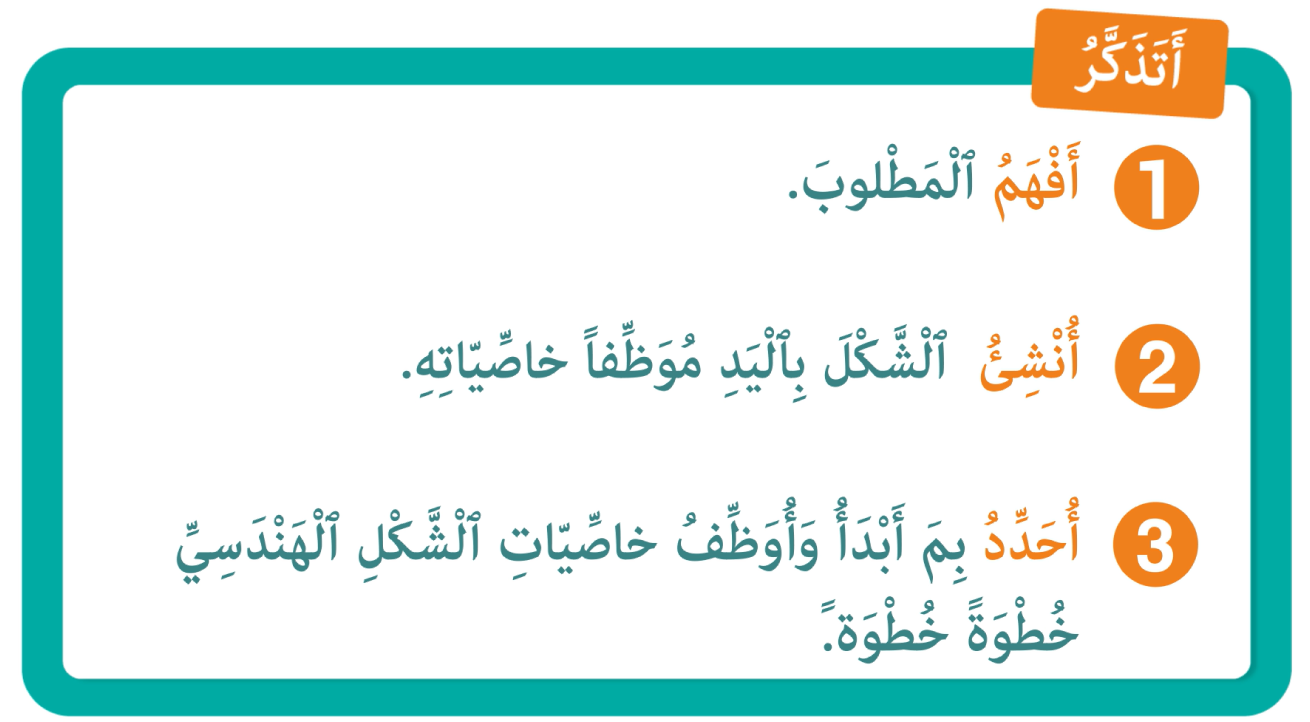 أَتَذَكَّرُ
1 أَفْهَمُ ٱلْمَطْلوبَ.
2 أُنْشِئُ ٱلْشَّكْلَ بِٱلْيَدِ مُوَظِّفاً خاصِّيّاتِهِ.
3 أُحَدِّدُ بِمَ أَبْدَأُ وَأُوَظِّفُ خاصِّيّاتِ ٱلْشَّكْلِ ٱلْهَنْدَسِيِّ
خُطْوَةً خُطْوَةً.